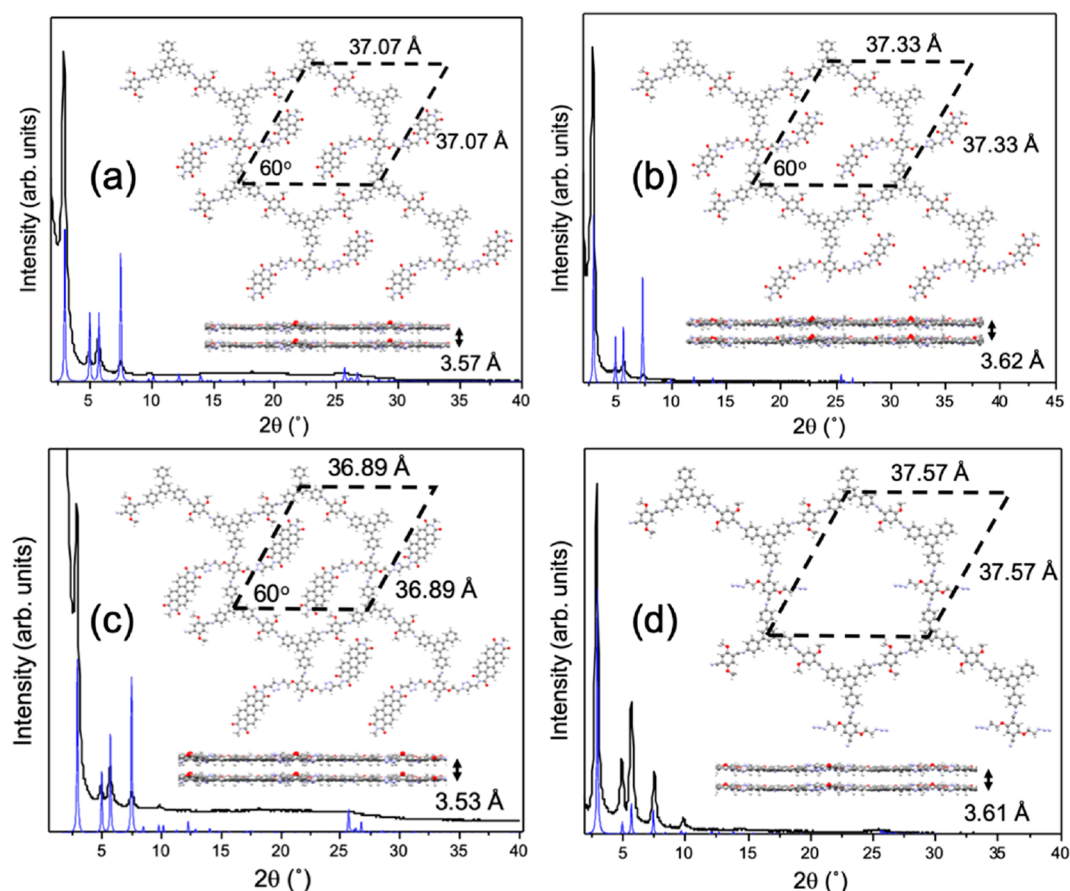 37.07 Å
37.07 Å
(a)
60°
3.57 Å
Intensity (arb. units)
5 10 15 20 25 30 35 40
2θ (°)
37.33 Å
37.33 Å
(b)
60°
3.62 Å
Intensity (arb. units)
5 10 15 20 25 30 35 40 45
2θ (°)
36.89 Å
36.89 Å
(c)
60°
3.53 Å
Intensity (arb. units)
5 10 15 20 25 30 35 40
2θ (°)
37.57 Å
37.57 Å
(d)
3.61 Å
Intensity (arb. units)
5 10 15 20 25 30 35 40
2θ (°)